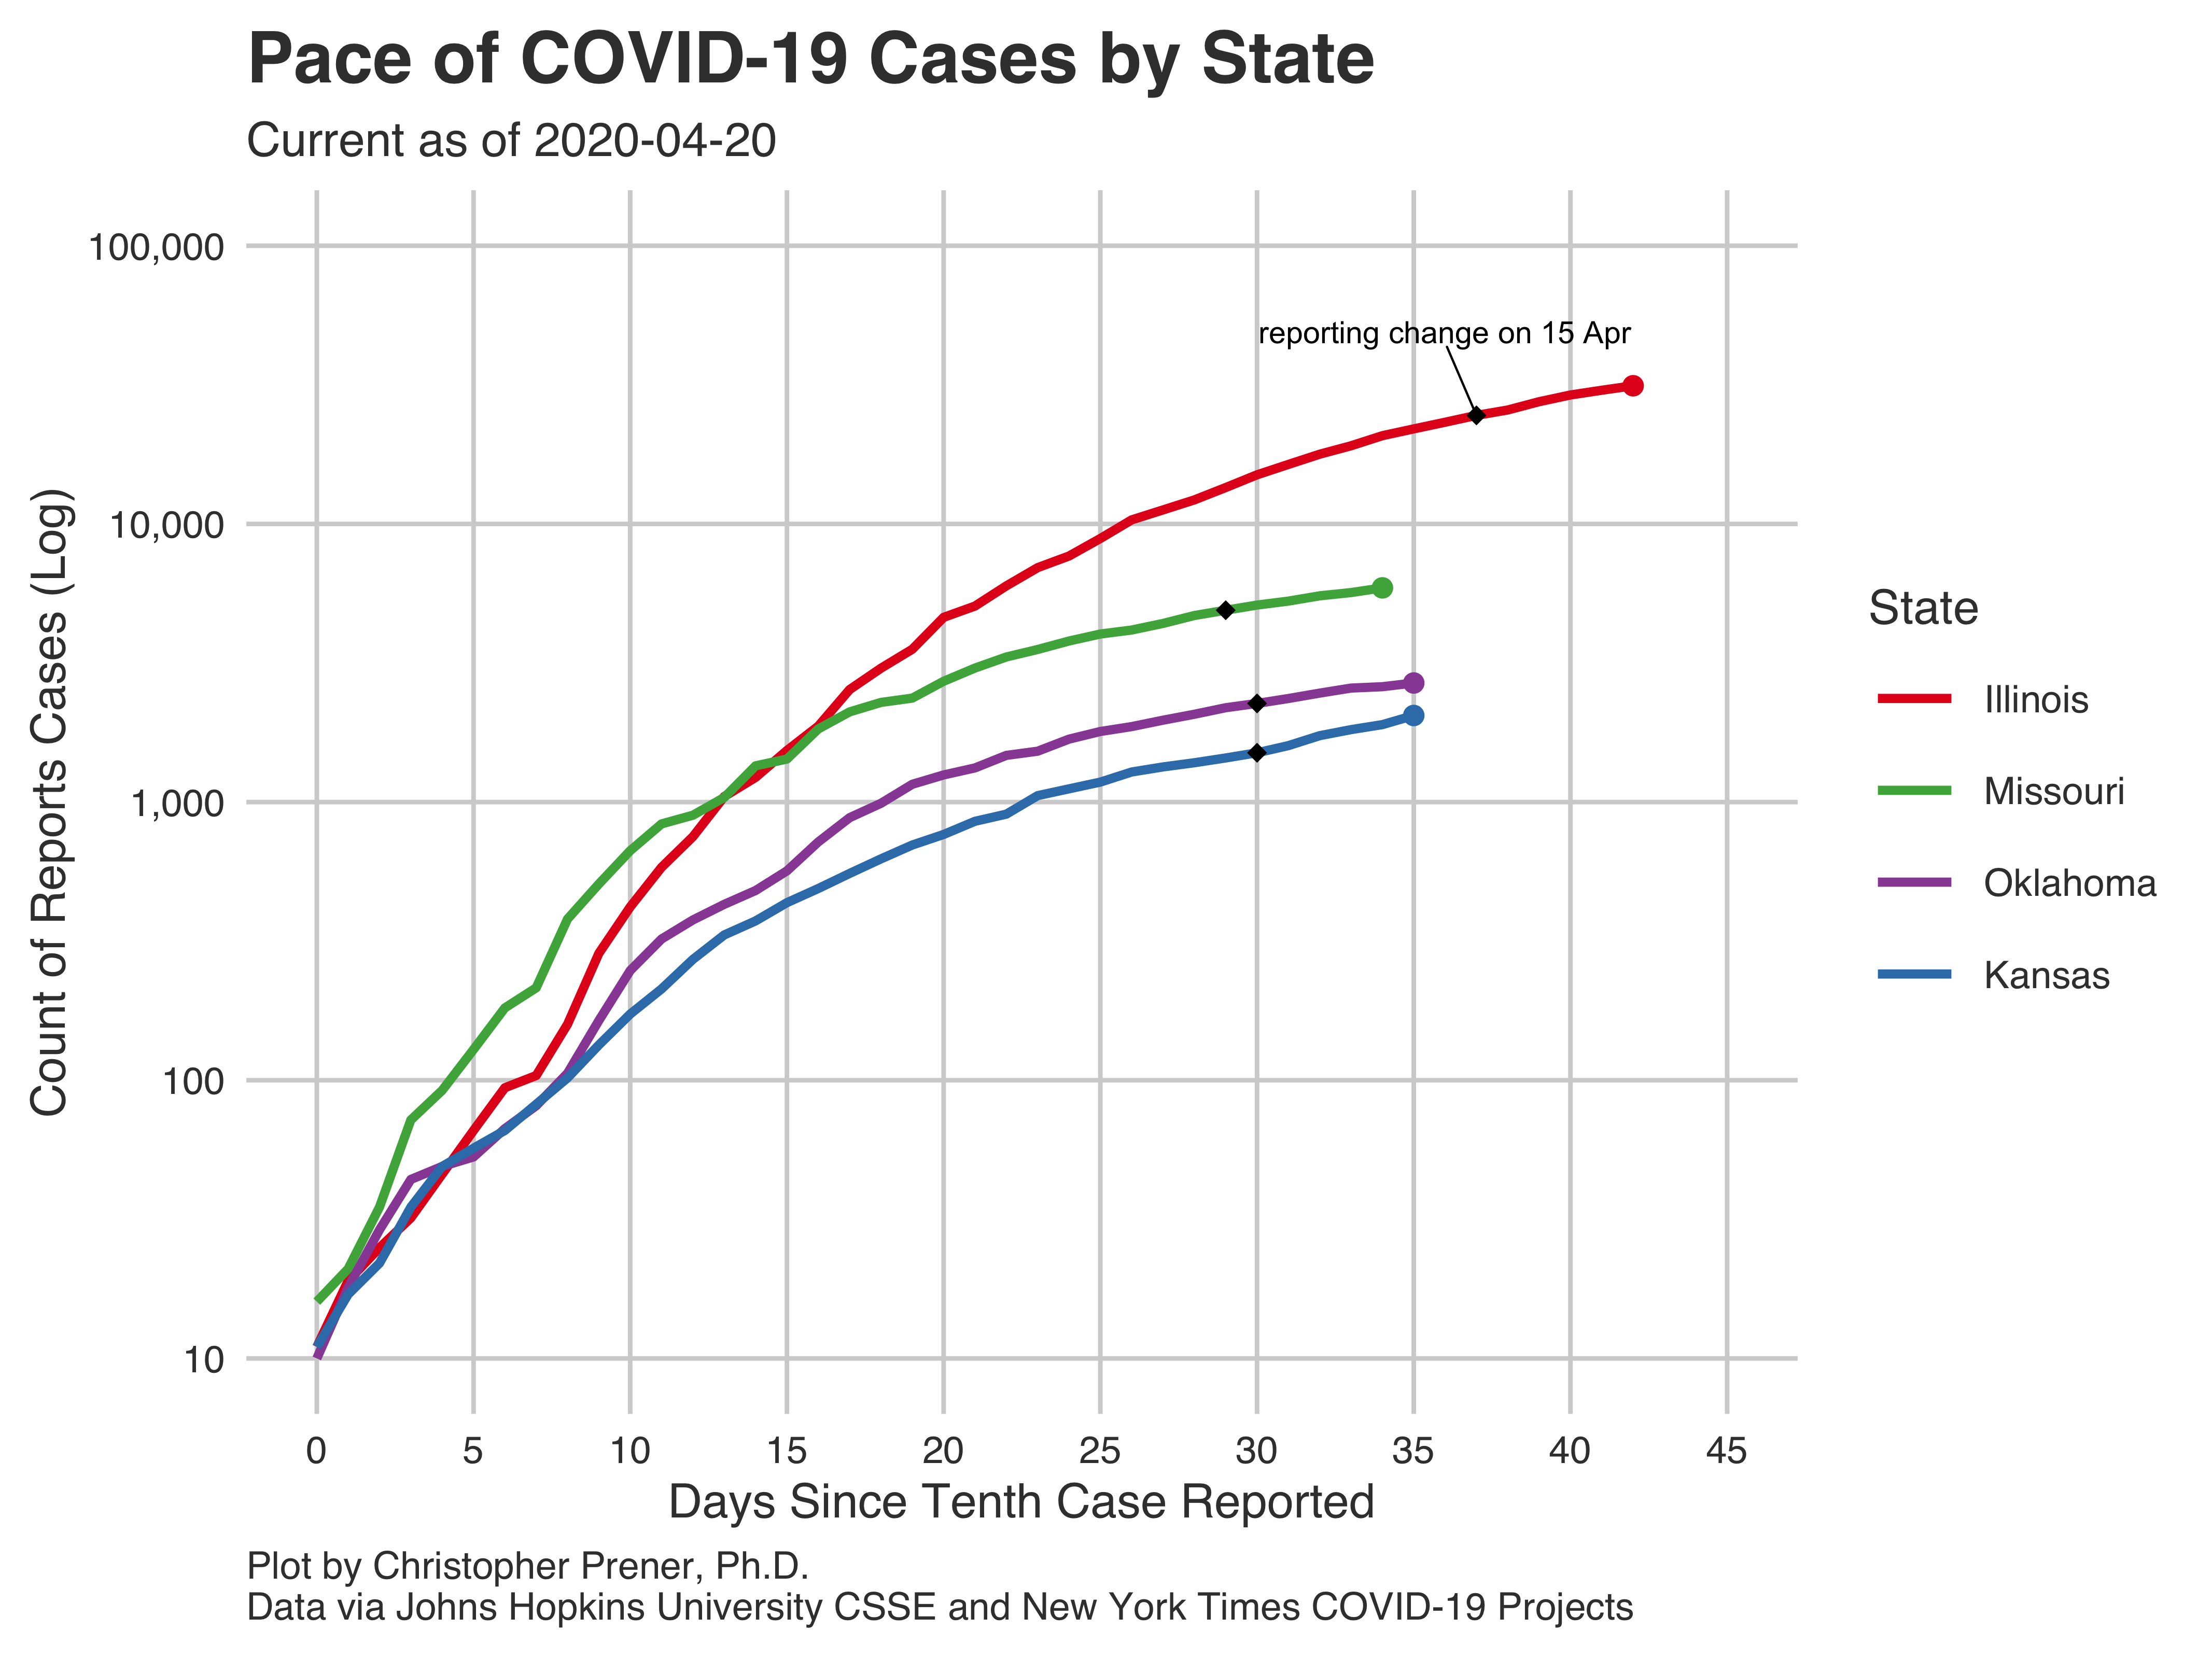 Pace of COVID-19 Cases by State
Current as of 2020-04-20
100,000
10,000
1,000
100
10
Count of Reports Cases (Log)
reporting change on 15 Apr
0 5 10 15 20 25 30 35 40 45
Days Since Tenth Case Reported
State
Illinois
Missouri
Oklahoma
Kansas
Plot by Christopher Prener, Ph.D.
Data via Johns Hopkins University CSSE and New York Times COVID-19 Projects